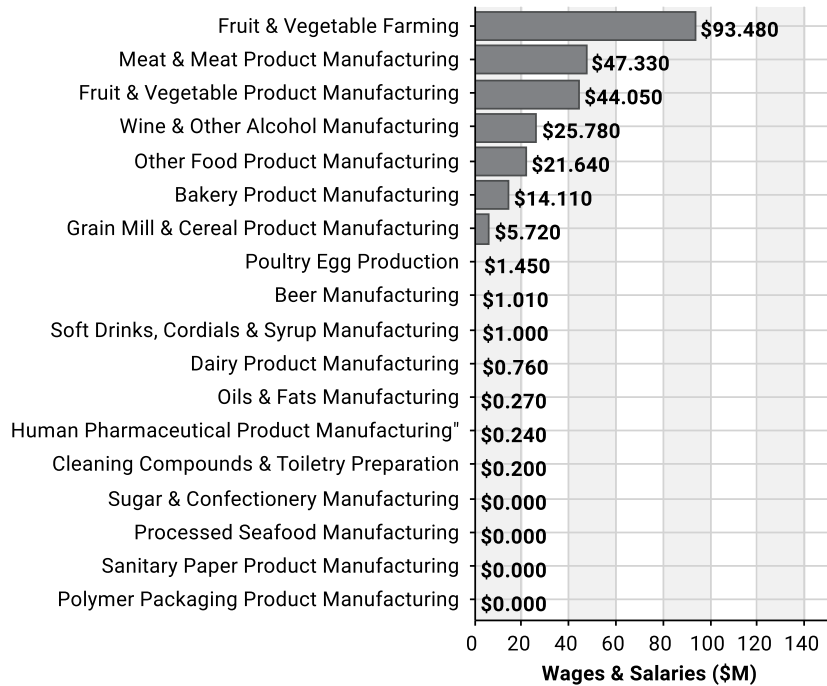 Fruit & Vegetable Farming $93.480
Meat & Meat Product Manufacturing $47.330
Fruit & Vegetable Product Manufacturing $44.050
Wine & Other Alcohol Manufacturing $25.780
Other Food Product Manufacturing $21.640
Bakery Product Manufacturing $14.110
Grain Mill & Cereal Product Manufacturing $5.720
Poultry Egg Production $1.450
Beer Manufacturing $1.010
Soft Drinks, Cordials & Syrup Manufacturing $1.000
Dairy Product Manufacturing $0.760
Oils & Fats Manufacturing $0.270
Human Pharmaceutical Product Manufacturing" $0.240
Cleaning Compounds & Toiletry Preparation $0.200
Sugar & Confectionery Manufacturing $0.000
Processed Seafood Manufacturing $0.000
Sanitary Paper Product Manufacturing $0.000
Polymer Packaging Product Manufacturing $0.000
0 20 40 60 80 100 120 140
Wages & Salaries ($M)